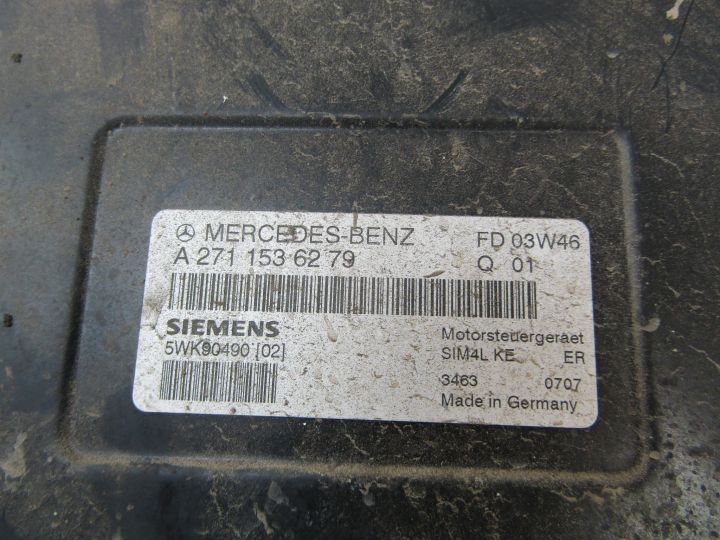 MERCEDES-BENZ FD 03W46
A 271 153 62 79 Q 01
SIEMENS Motorsteuergeraet
5WK90490 [02] SIM4L KE ER
3463 0707
Made in Germany